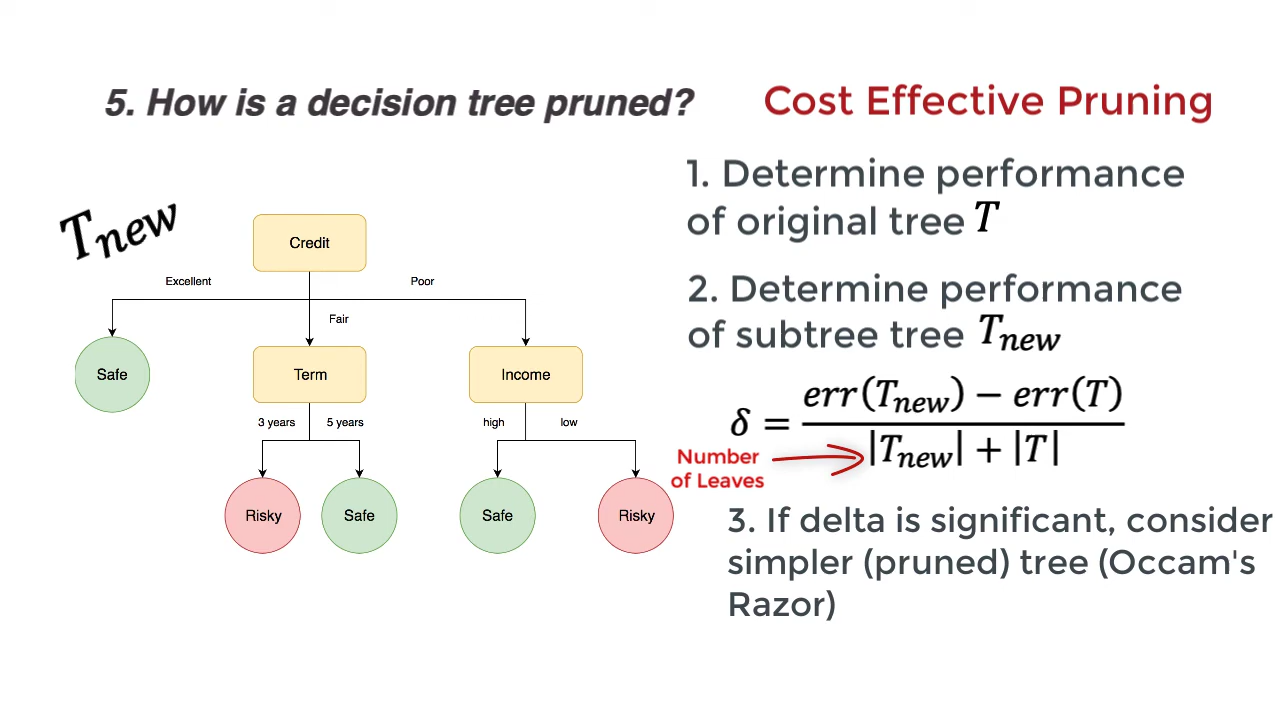 5. How is a decision tree pruned?
Cost Effective Pruning
T_new
Credit
Excellent
Poor
Fair
Safe
Term
Income
3 years
5 years
high
low
Risky
Safe
Safe
Risky
1. Determine performance
of original tree T
2. Determine performance
of subtree tree T_new
δ = (err(T_new) − err(T)) / (|T_new| + |T|)
Number
of Leaves
3. If delta is significant, consider
simpler (pruned) tree (Occam's
Razor)